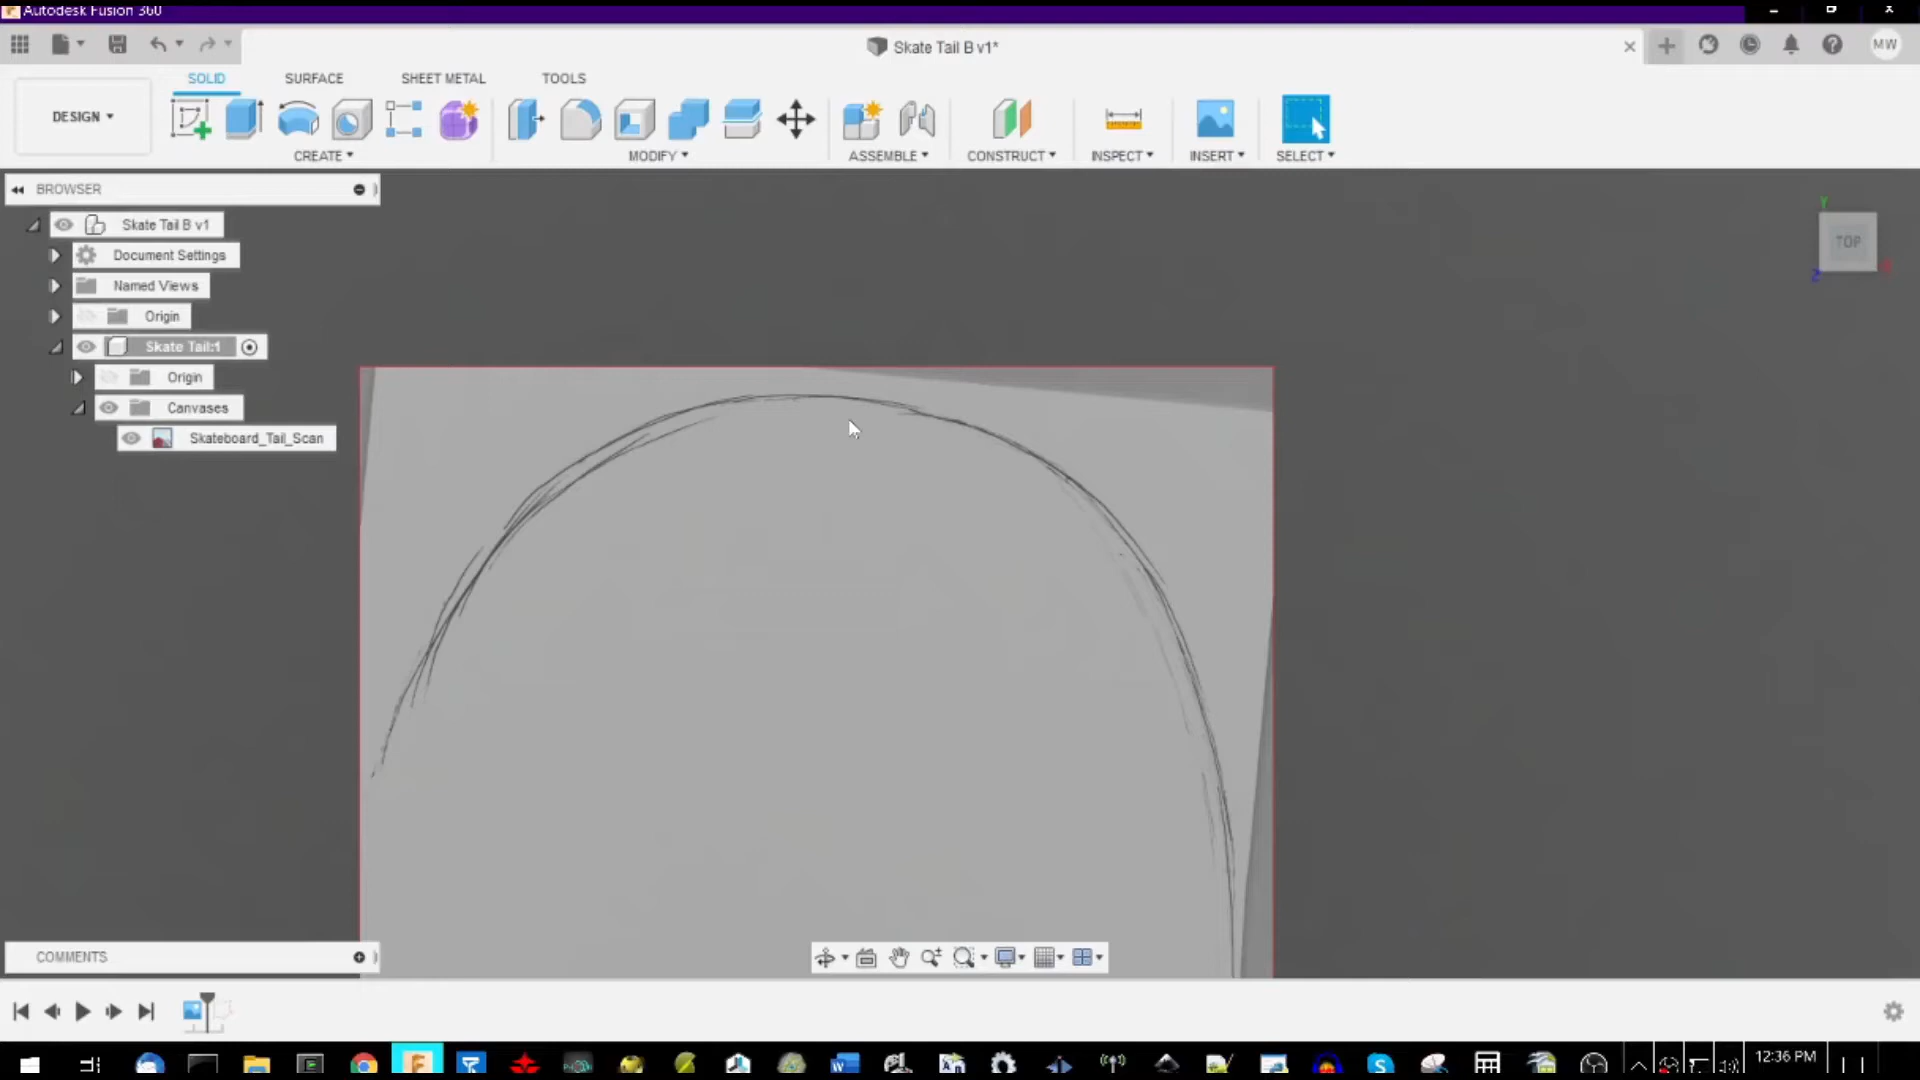 Autodesk Fusion 360
Skate Tail B v1*
MW
SOLID
SURFACE
SHEET METAL
TOOLS
DESIGN
CREATE
MODIFY
ASSEMBLE
CONSTRUCT
INSPECT
INSERT
SELECT
BROWSER
Skate Tail B v1
Document Settings
Named Views
Origin
Skate Tail:1
Origin
Canvases
Skateboard_Tail_Scan
Y
TOP
Z
COMMENTS
12:36 PM